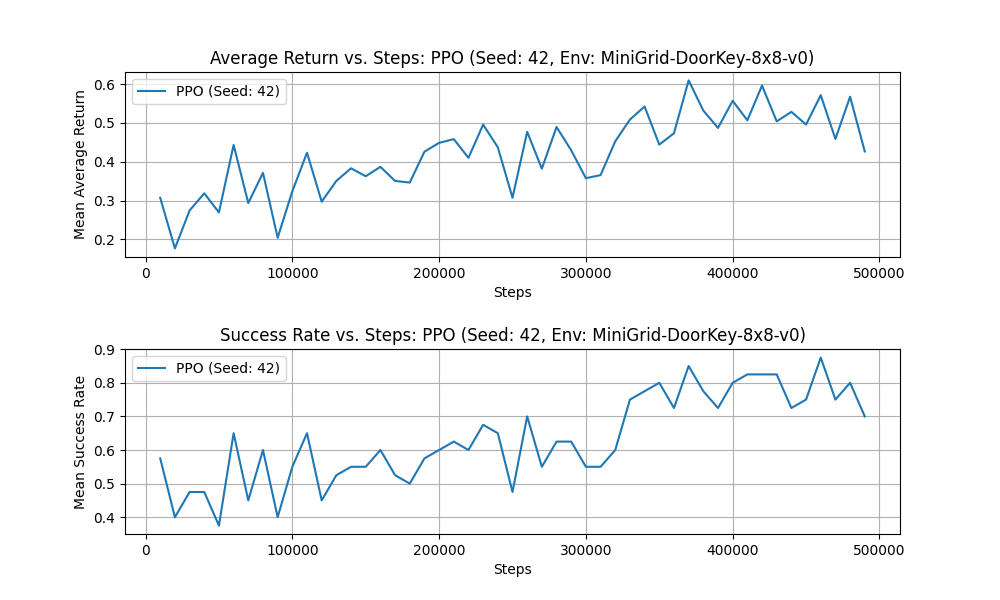 Average Return vs. Steps: PPO (Seed: 42, Env: MiniGrid-DoorKey-8x8-v0)
PPO (Seed: 42)
Mean Average Return
0.6
0.5
0.4
0.3
0.2
0 100000 200000 300000 400000 500000
Steps
Success Rate vs. Steps: PPO (Seed: 42, Env: MiniGrid-DoorKey-8x8-v0)
PPO (Seed: 42)
Mean Success Rate
0.9
0.8
0.7
0.6
0.5
0.4
0 100000 200000 300000 400000 500000
Steps